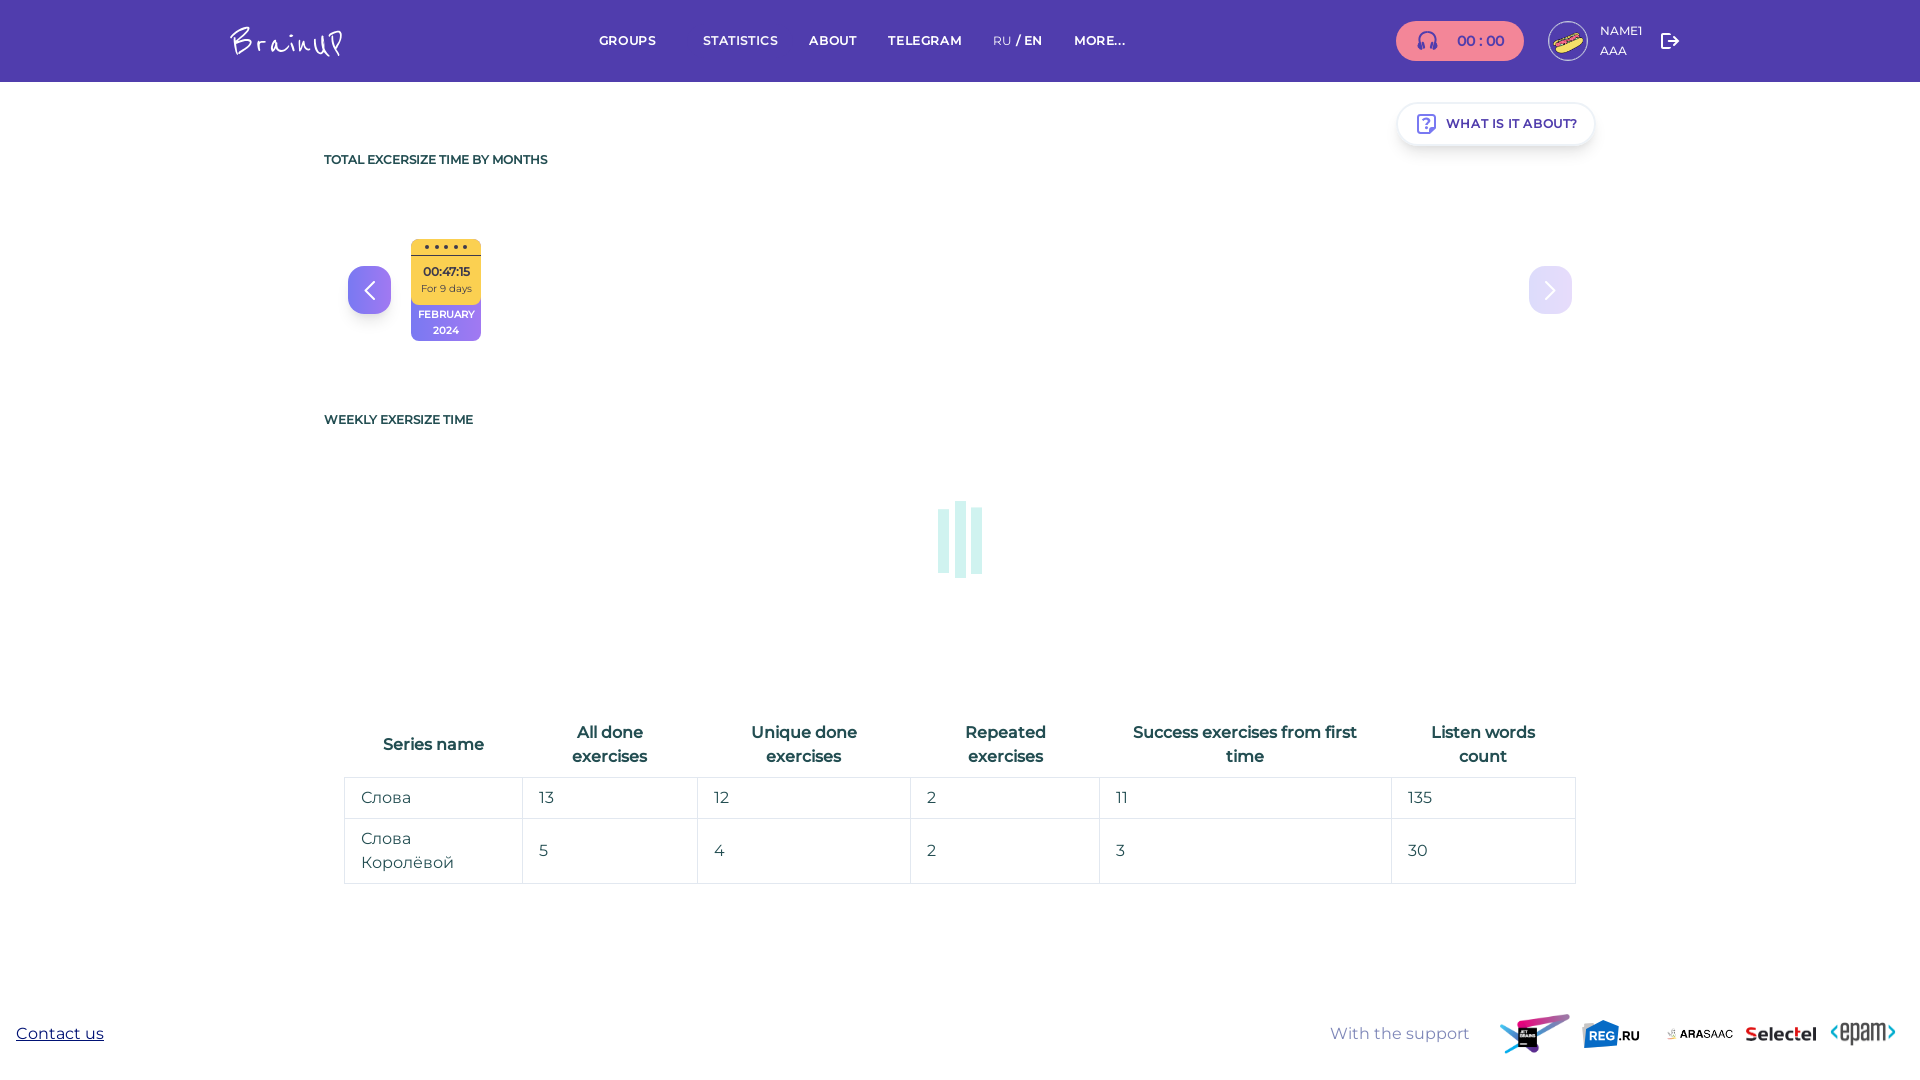 BrainUP
GROUPS
STATISTICS
ABOUT
TELEGRAM
RU / EN
MORE...
00 : 00
NAME1
AAA
WHAT IS IT ABOUT?
TOTAL EXCERSIZE TIME BY MONTHS
00:47:15
For 9 days
FEBRUARY
2024
WEEKLY EXERSIZE TIME
Series name
All done
exercises
Unique done
exercises
Repeated
exercises
Success exercises from first
time
Listen words
count
Слова
13
12
2
11
135
Слова
Королёвой
5
4
2
3
30
Contact us
With the support
JET
BRAINS
REG.RU
ARASAAC
Selectel
<epam>